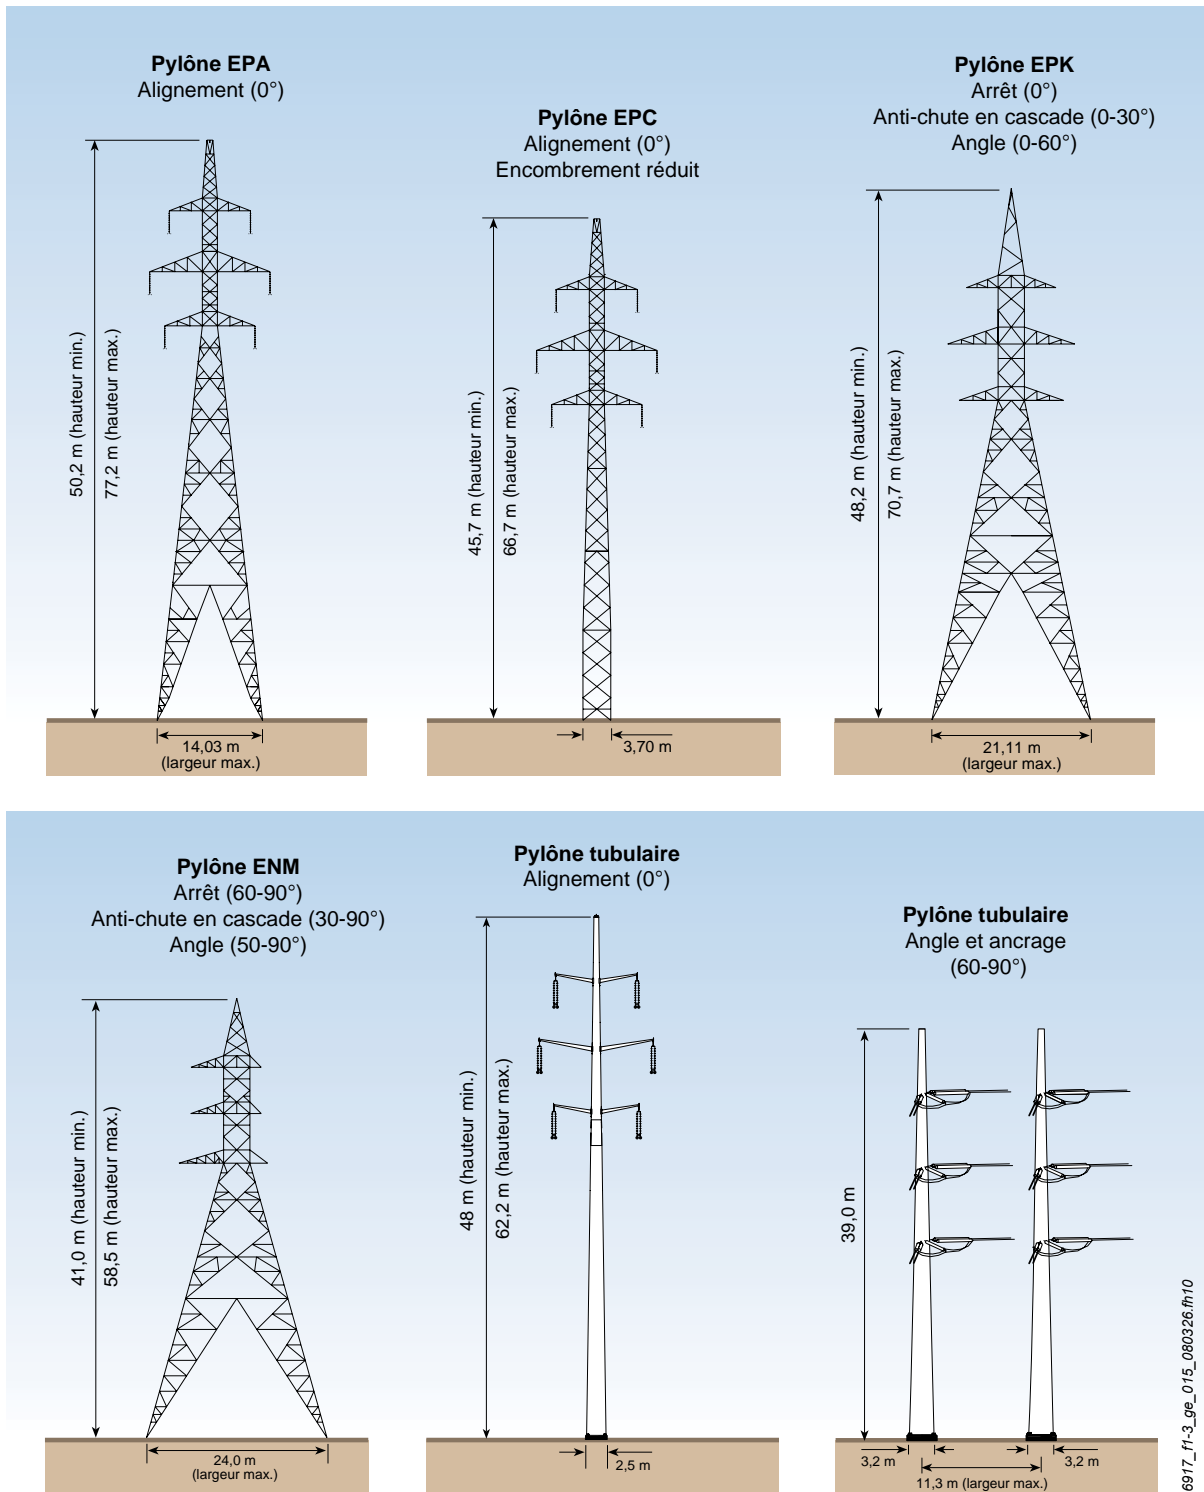 Pylône EPA
Alignement (0°)
50,2 m (hauteur min.)
77,2 m (hauteur max.)
14,03 m
(largeur max.)
Pylône EPC
Alignement (0°)
Encombrement réduit
45,7 m (hauteur min.)
66,7 m (hauteur max.)
3,70 m
Pylône EPK
Arrêt (0°)
Anti-chute en cascade (0-30°)
Angle (0-60°)
48,2 m (hauteur min.)
70,7 m (hauteur max.)
21,11 m
(largeur max.)
Pylône ENM
Arrêt (60-90°)
Anti-chute en cascade (30-90°)
Angle (50-90°)
41,0 m (hauteur min.)
58,5 m (hauteur max.)
24,0 m
(largeur max.)
Pylône tubulaire
Alignement (0°)
48 m (hauteur min.)
62,2 m (hauteur max.)
2,5 m
Pylône tubulaire
Angle et ancrage
(60-90°)
39,0 m
3,2 m
3,2 m
11,3 m (largeur max.)
6917_f1-3_ge_015_080326.fh10